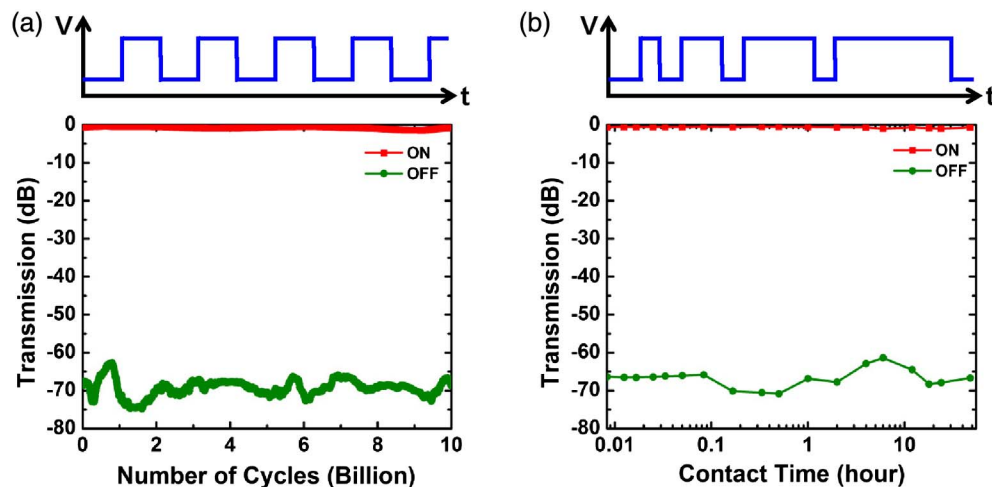 (a)
V
t
0
-10
-20
-30
-40
-50
-60
-70
-80
Transmission (dB)
ON
OFF
0 2 4 6 8 10
Number of Cycles (Billion)
(b)
V
t
0
-10
-20
-30
-40
-50
-60
-70
-80
Transmission (dB)
ON
OFF
0.01 0.1 1 10
Contact Time (hour)